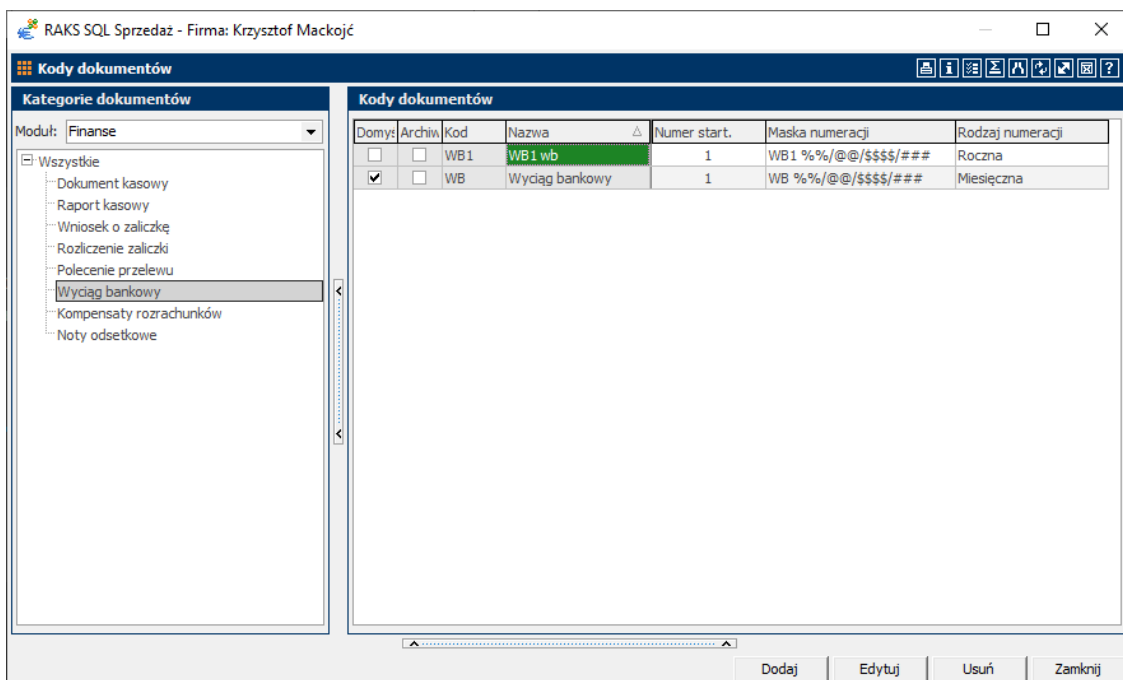 RAKS SQL Sprzedaż - Firma: Krzysztof Mackojć
Kody dokumentów
Kategorie dokumentów
Moduł: Finanse
Wszystkie
Dokument kasowy
Raport kasowy
Wniosek o zaliczkę
Rozliczenie zaliczki
Polecenie przelewu
Wyciąg bankowy
Kompensaty rozrachunków
Noty odsetkowe
Kody dokumentów
Domyś Archiw Kod Nazwa Numer start. Maska numeracji Rodzaj numeracji
WB1 WB1 wb 1 WB1 %%/@@/$$$$/### Roczna
WB Wyciąg bankowy 1 WB %%/@@/$$$$/### Miesięczna
Dodaj Edytuj Usuń Zamknij